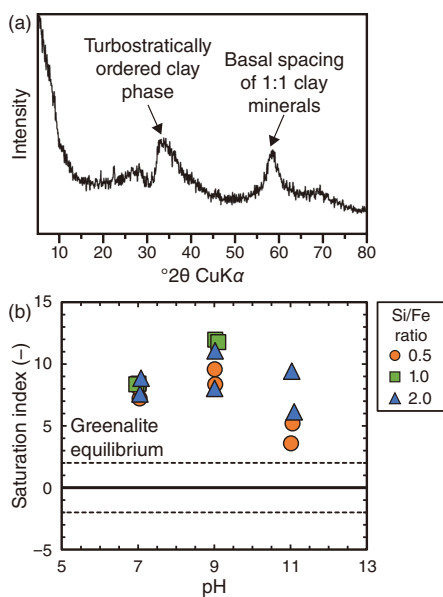 (a)
Turbostratically
ordered clay
phase
Basal spacing
of 1:1 clay
minerals
Intensity
10 20 30 40 50 60 70 80
°2θ CuKα
(b)
15
10
5
0
−5
Saturation index (−)
Greenalite
equilibrium
5 7 9 11 13
pH
Si/Fe
ratio
0.5
1.0
2.0